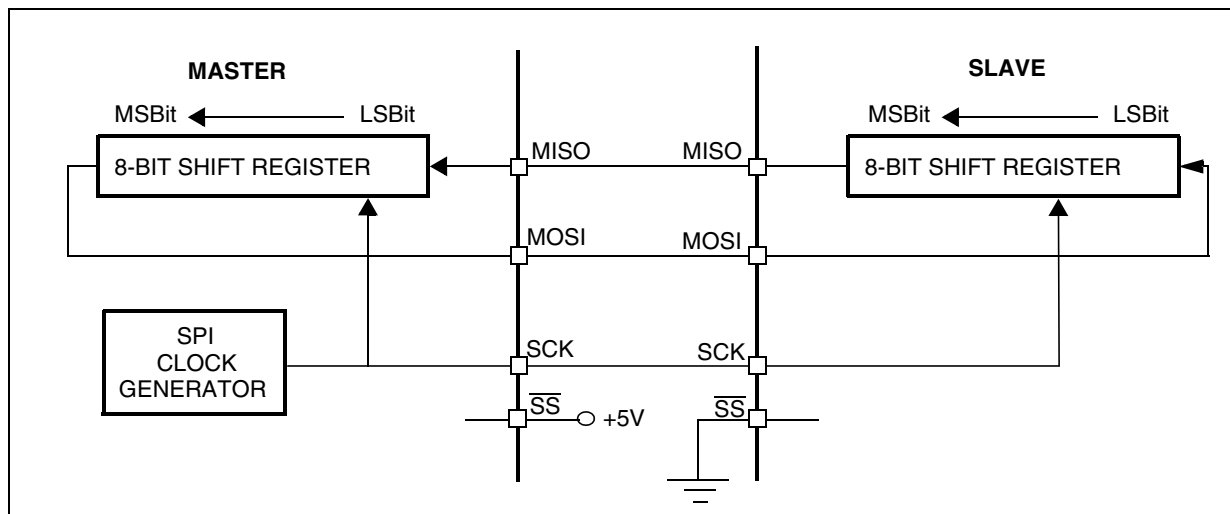 MASTER
SLAVE
MSBit
LSBit
MSBit
LSBit
8-BIT SHIFT REGISTER
MISO
MISO
8-BIT SHIFT REGISTER
MOSI
MOSI
SPI
CLOCK
GENERATOR
SCK
SCK
SS
+5V
SS